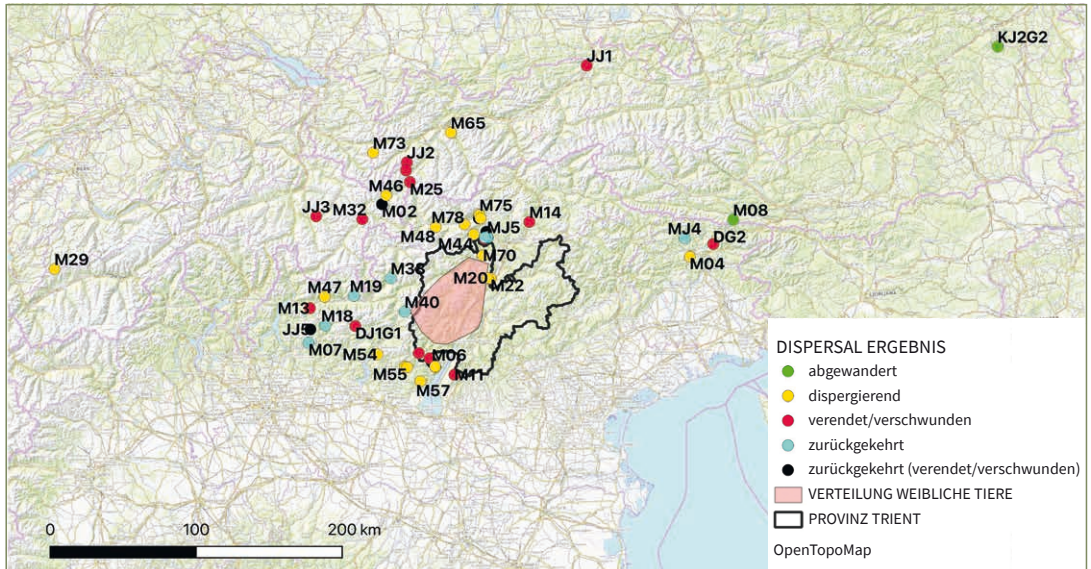 KJ2G2
JJ1
M65
M73
JJ2
M25
M46
M02
M75
JJ3
M32
M78
M14
M08
M48
MJ5
MJ4
DG2
M44
M29
M70
M04
M20
M22
M38
M47
M19
M13
M40
M18
JJ5
DJ1G1
M07
M54
M06
M55
M11
M57
DISPERSAL ERGEBNIS
abgewandert
dispergierend
verendet/verschwunden
zurückgekehrt
zurückgekehrt (verendet/verschwunden)
VERTEILUNG WEIBLICHE TIERE
PROVINZ TRIENT
OpenTopoMap
0 100 200 km